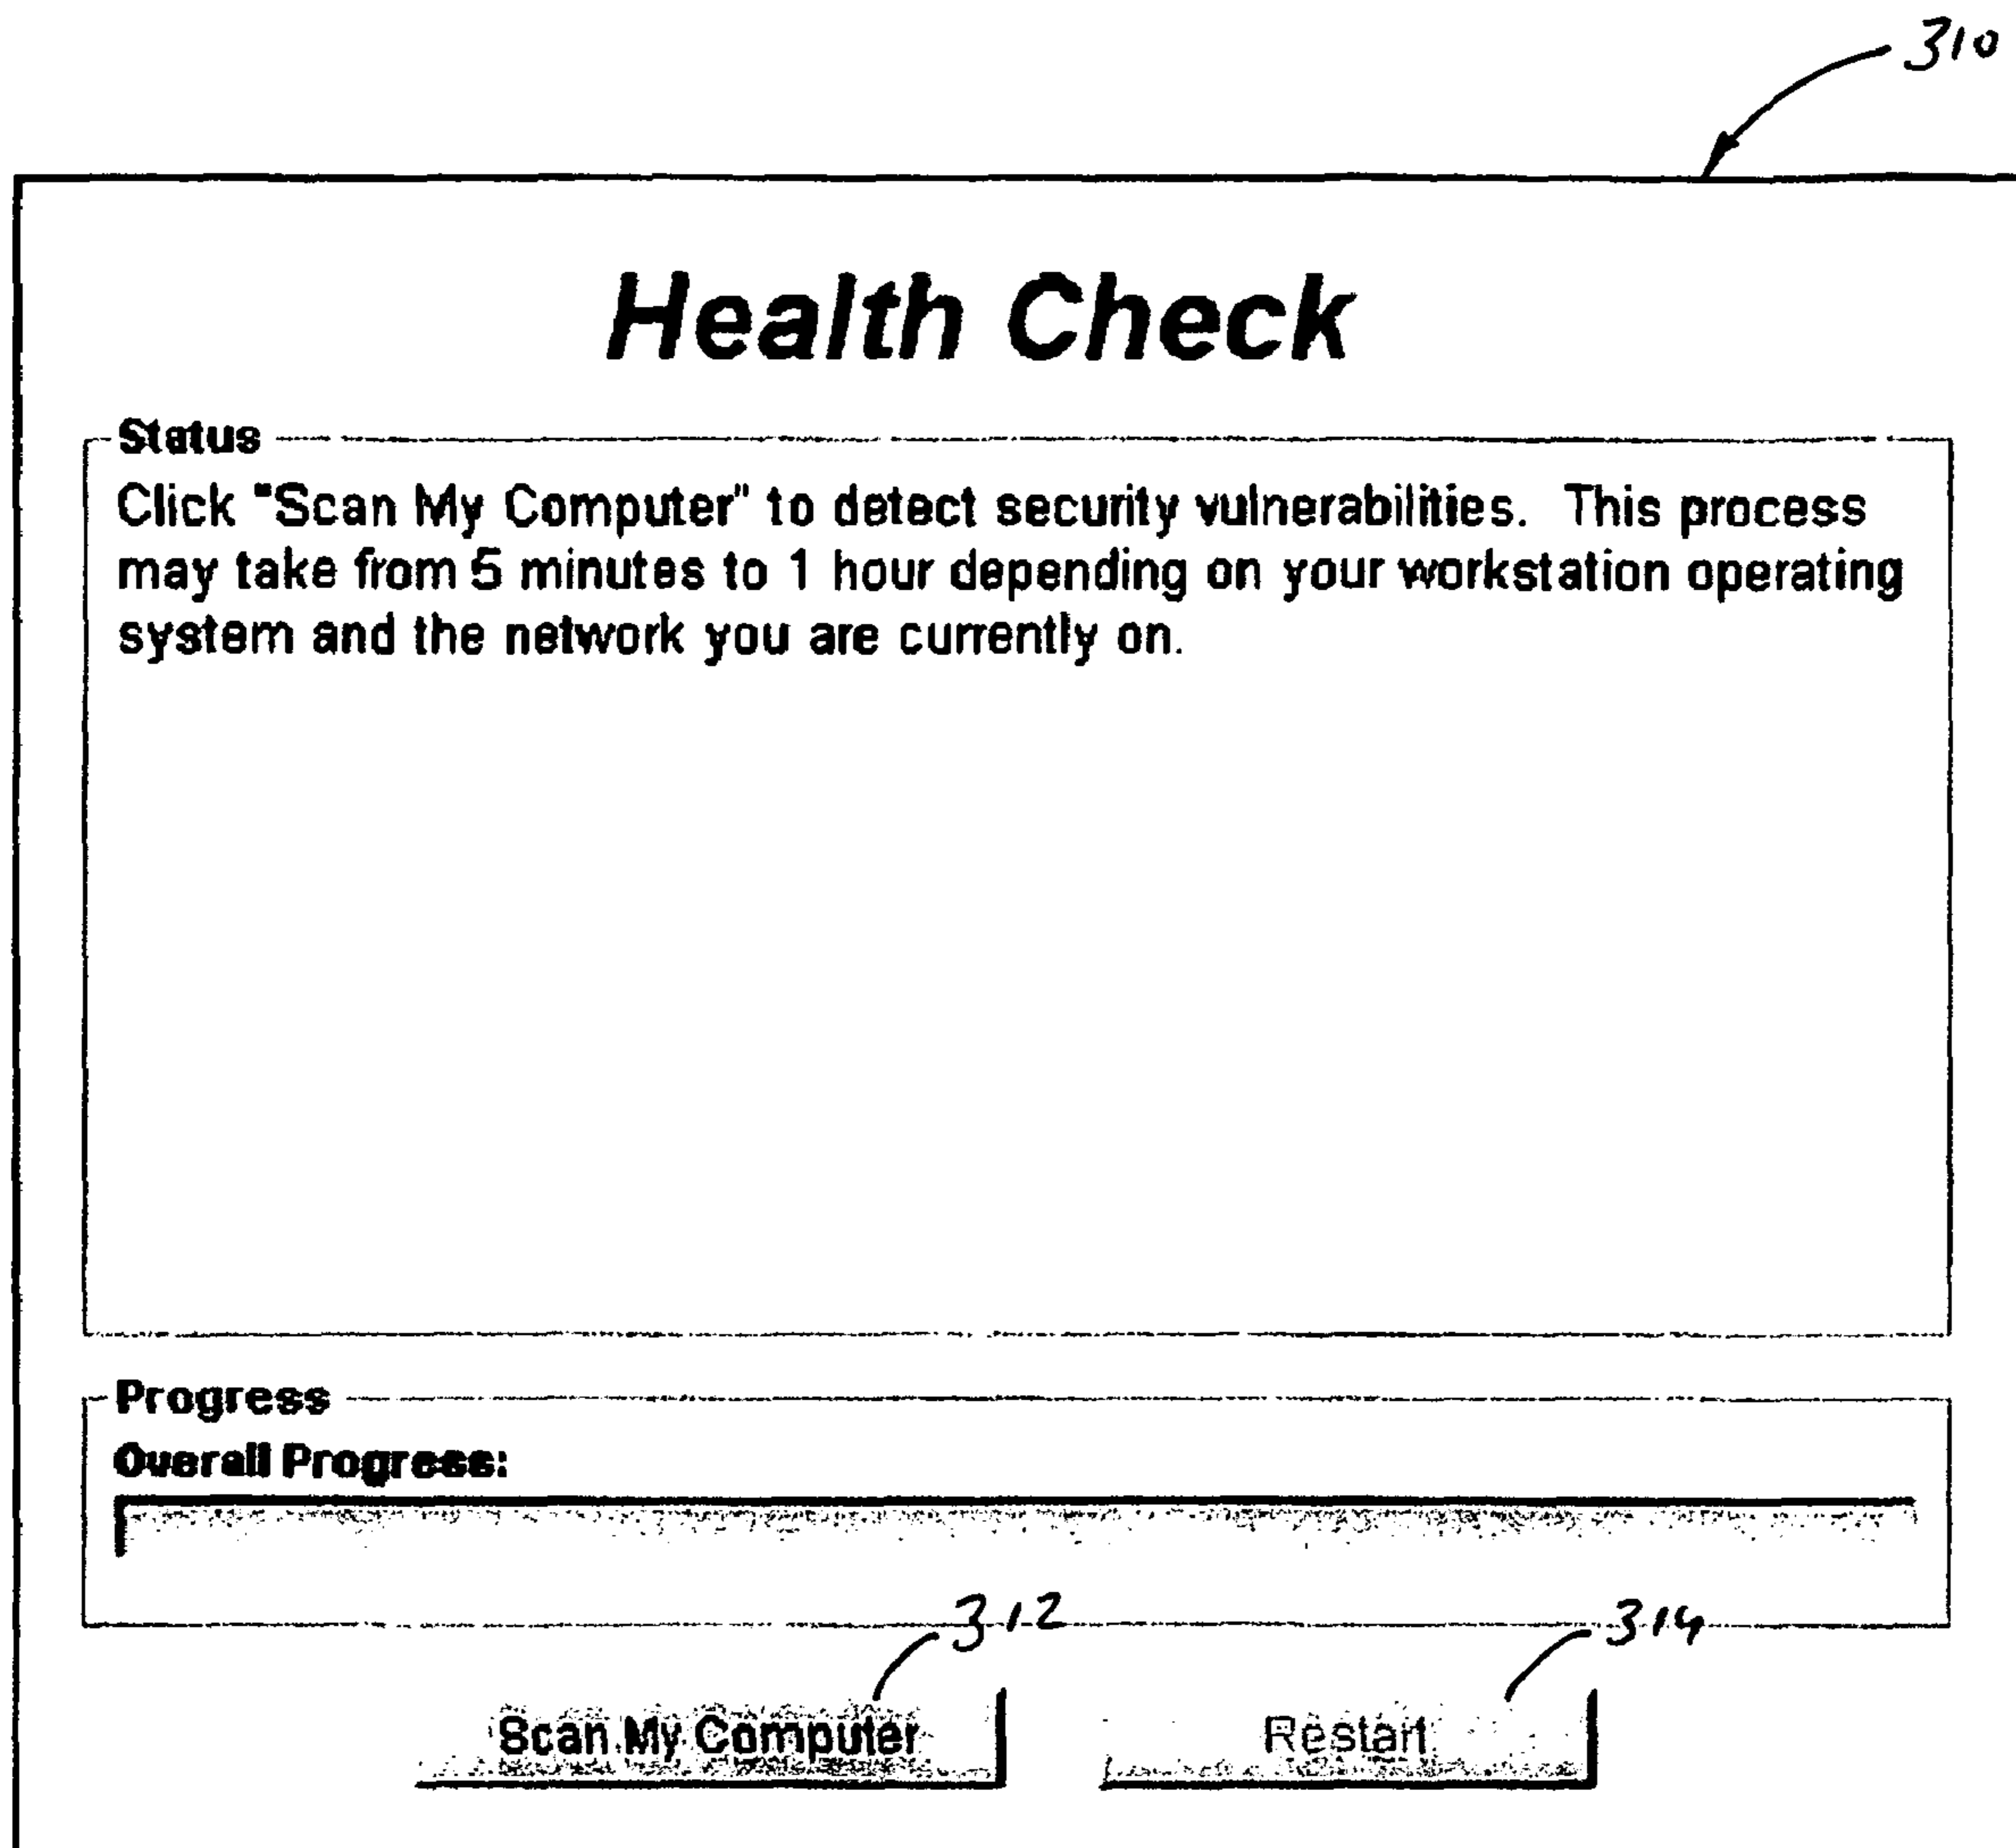 310
Health Check
Status
Click "Scan My Computer" to detect security vulnerabilities. This process
may take from 5 minutes to 1 hour depending on your workstation operating
system and the network you are currently on.
Progress
Overall Progress:
312
314
Scan My Computer
Restart